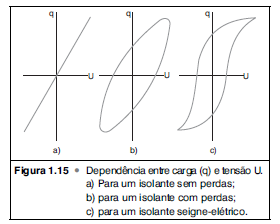 q q q
U U U
a) b) c)
Figura 1.15 • Dependência entre carga (q) e tensão U.
a) Para um isolante sem perdas;
b) para um isolante com perdas;
c) para um isolante seigne-elétrico.